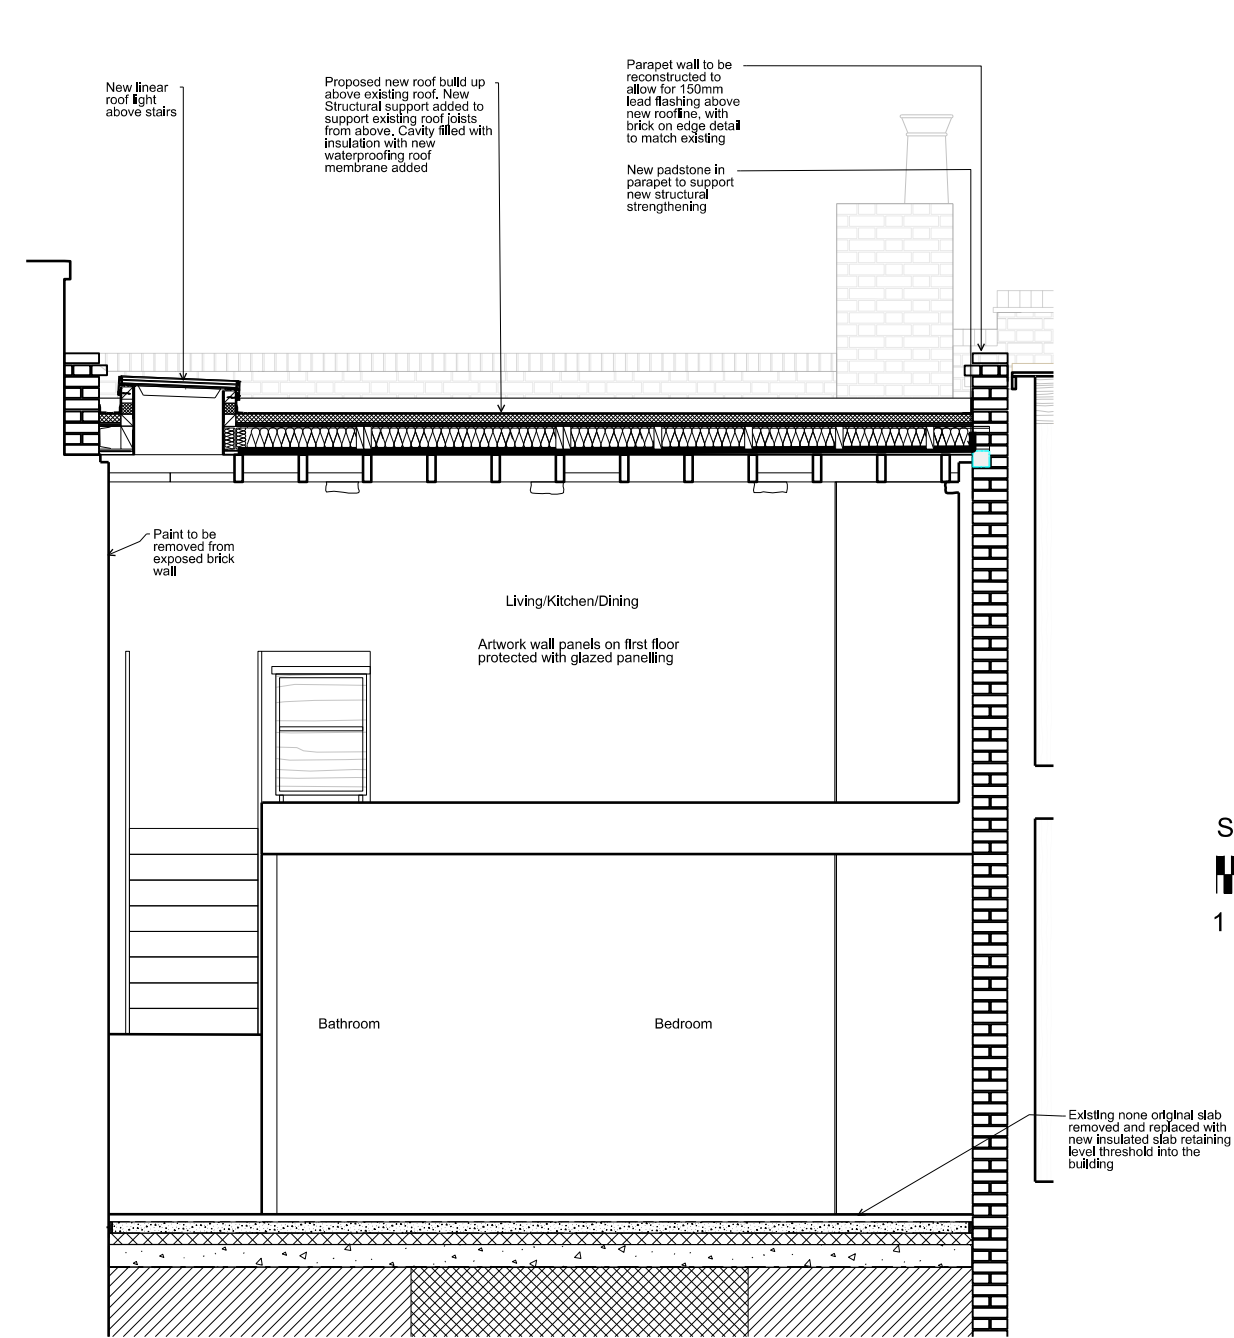 New linear
roof light
above stairs
Proposed new roof build up
above existing roof. New
Structural support added to
support existing roof joists
from above. Cavity filled with
insulation with new
waterproofing roof
membrane added
Parapet wall to be
reconstructed to
allow for 150mm
lead flashing above
new roofline, with
brick on edge detail
to match existing
New padstone in
parapet to support
new structural
strengthening
Paint to be
removed from
exposed brick
wall
Living/Kitchen/Dining
Artwork wall panels on first floor
protected with glazed panelling
S
1
Bathroom
Bedroom
Existing none original slab
removed and replaced with
new insulated slab retaining
level threshold into the
building